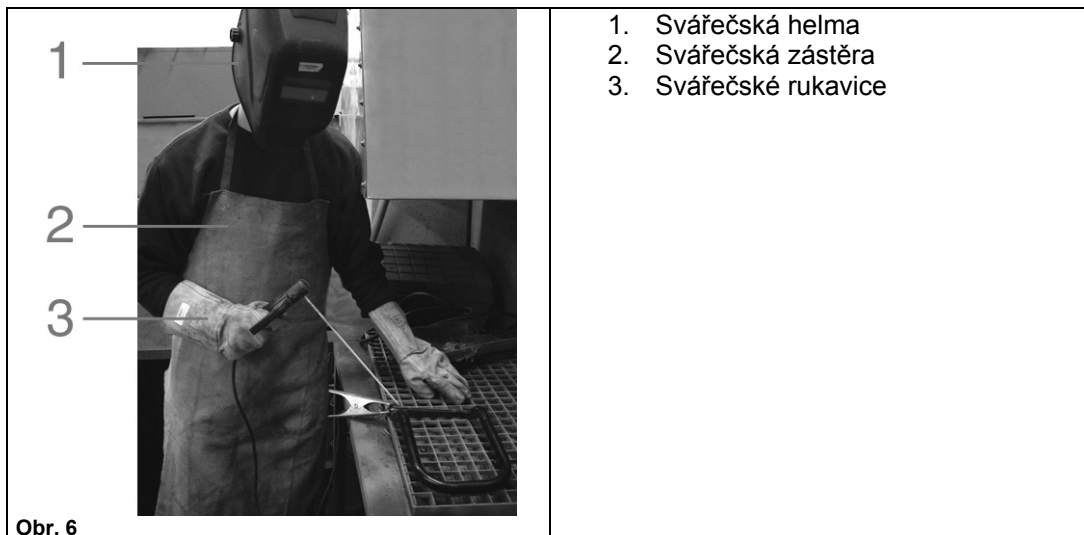 1
2
3
Obr. 6
1. Svářečská helma
2. Svářečská zástěra
3. Svářečské rukavice